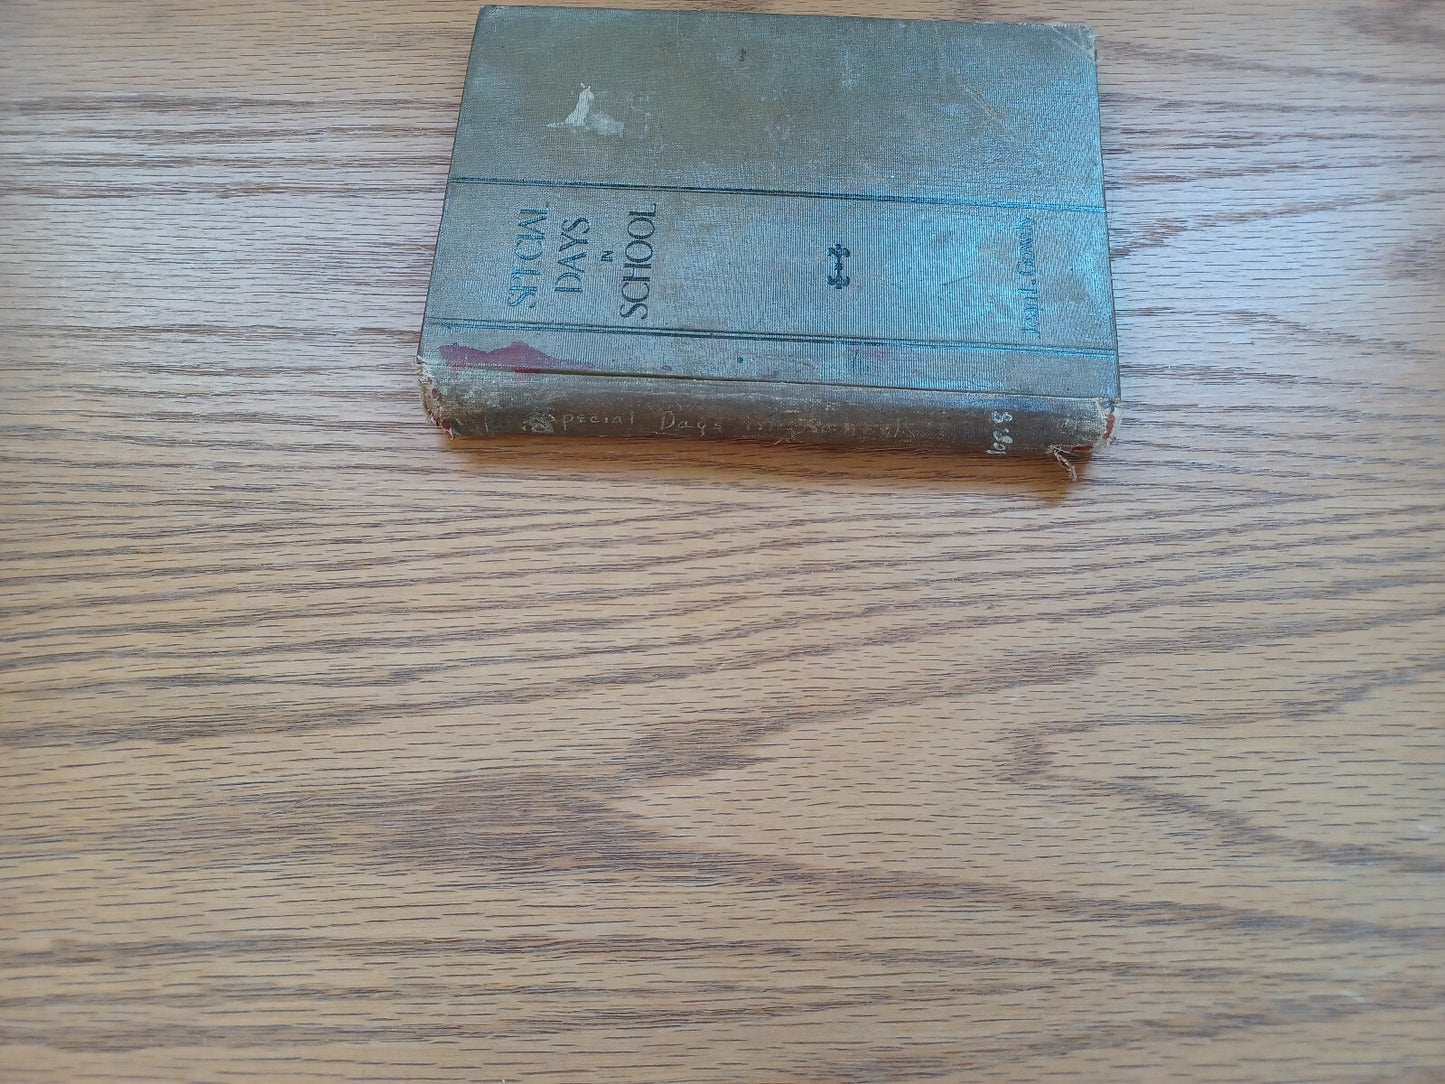 SPECIAL
DAYS
IN
SCHOOL
Special Days in School